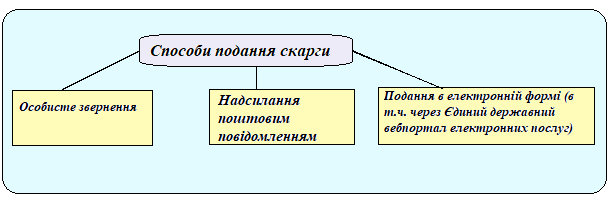 Способи подання скарги
Особисте звернення
Надсилання
поштовим
повідомленням
Подання в електронній формі (в
т.ч. через Єдиний державний
вебпортал електронних послуг)